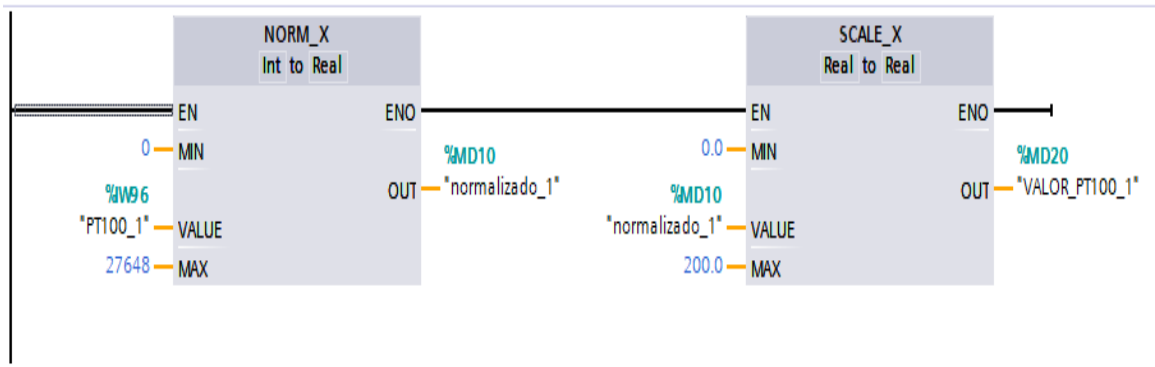 NORM_X
Int to Real
EN
ENO
0
MIN
%MD10
OUT
"normalizado_1"
%IW96
"PT100_1"
VALUE
27648
MAX
SCALE_X
Real to Real
EN
ENO
0.0
MIN
%MD20
OUT
"VALOR_PT100_1"
%MD10
"normalizado_1"
VALUE
200.0
MAX